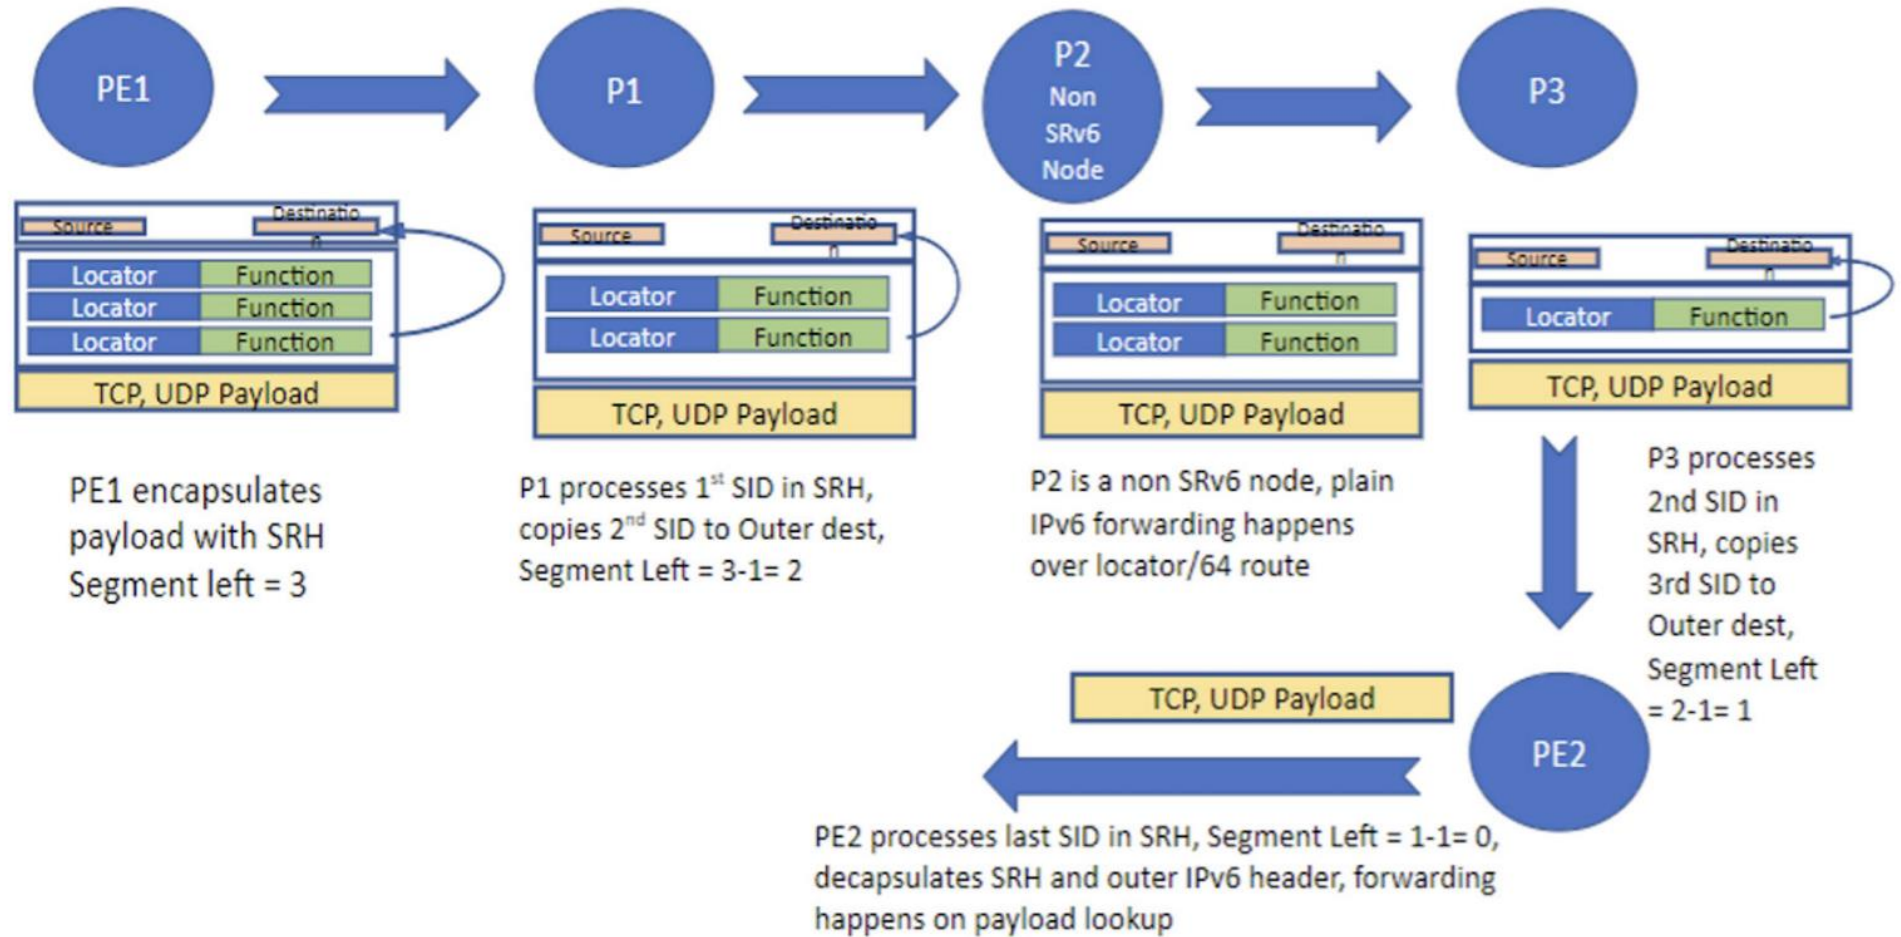 PE1
P1
P2
Non
SRv6
Node
P3
Source
Destinatio
n
Locator Function
Locator Function
Locator Function
TCP, UDP Payload
Source
Destinatio
n
Locator Function
Locator Function
TCP, UDP Payload
Source
Destinatio
n
Locator Function
Locator Function
TCP, UDP Payload
Source
Destinatio
n
Locator Function
TCP, UDP Payload
PE1 encapsulates
payload with SRH
Segment left = 3
P1 processes 1st SID in SRH,
copies 2nd SID to Outer dest,
Segment Left = 3-1= 2
P2 is a non SRv6 node, plain
IPv6 forwarding happens
over locator/64 route
P3 processes
2nd SID in
SRH, copies
3rd SID to
Outer dest,
Segment Left
= 2-1= 1
TCP, UDP Payload
PE2
PE2 processes last SID in SRH, Segment Left = 1-1= 0,
decapsulates SRH and outer IPv6 header, forwarding
happens on payload lookup